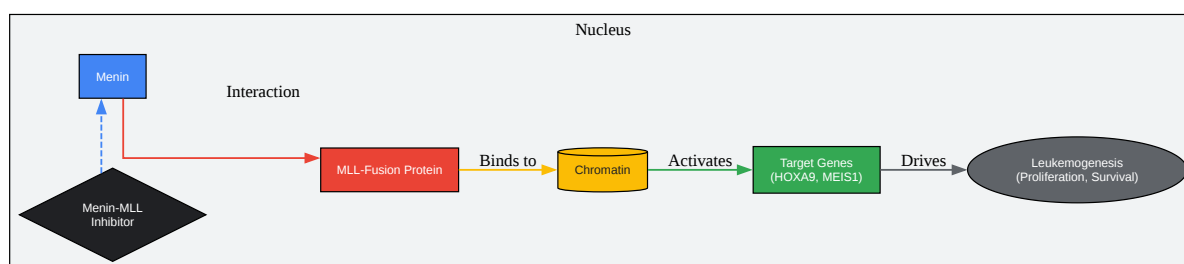 Nucleus
Menin
Interaction
MLL-Fusion Protein
Binds to
Chromatin
Activates
Target Genes
(HOXA9, MEIS1)
Drives
Leukemogenesis
(Proliferation, Survival)
Menin-MLL
Inhibitor